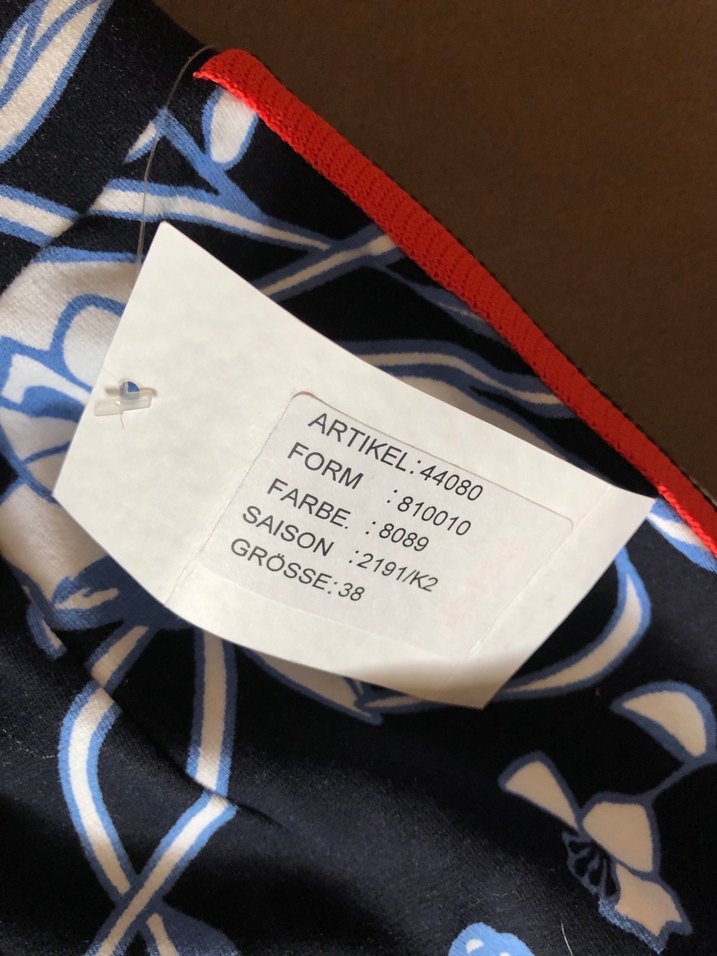 ARTIKEL:44080
FORM :810010
FARBE. :8089
SAISON :2191/K2
GRÖSSE:38